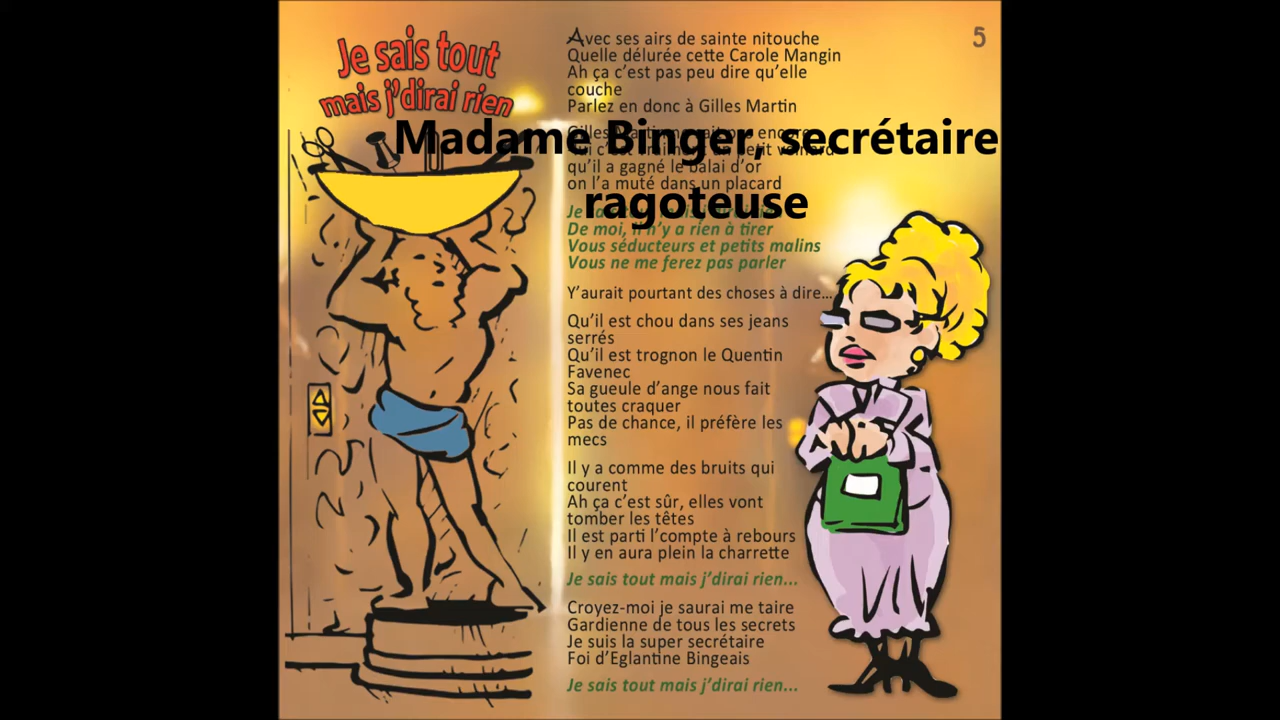 Je sais tout
mais j'dirai rien
5
Madame Binger, secrétaire
ragoteuse
Avec ses airs de sainte nitouche
Quelle délurée cette Carole Mangin
Ah ça c'est pas peu dire qu'elle
couche
Parlez en donc à Gilles Martin
qu'il a gagné le balai d'or
on l'a muté dans un placard
De moi, il n'y a rien à tirer
Vous séducteurs et petits malins
Vous ne me ferez pas parler
Y'aurait pourtant des choses à dire...
Qu'il est chou dans ses jeans
serrés
Qu'il est trognon le Quentin
Favenec
Sa gueule d'ange nous fait
toutes craquer
Pas de chance, il préfère les
mecs
Il y a comme des bruits qui
courent
Ah ça c'est sûr, elles vont
tomber les têtes
Il est parti l'compte à rebours
Il y en aura plein la charrette
Je sais tout mais j'dirai rien...
Croyez-moi je saurai me taire
Gardienne de tous les secrets
Je suis la super secrétaire
Foi d'Eglantine Bingeais
Je sais tout mais j'dirai rien...